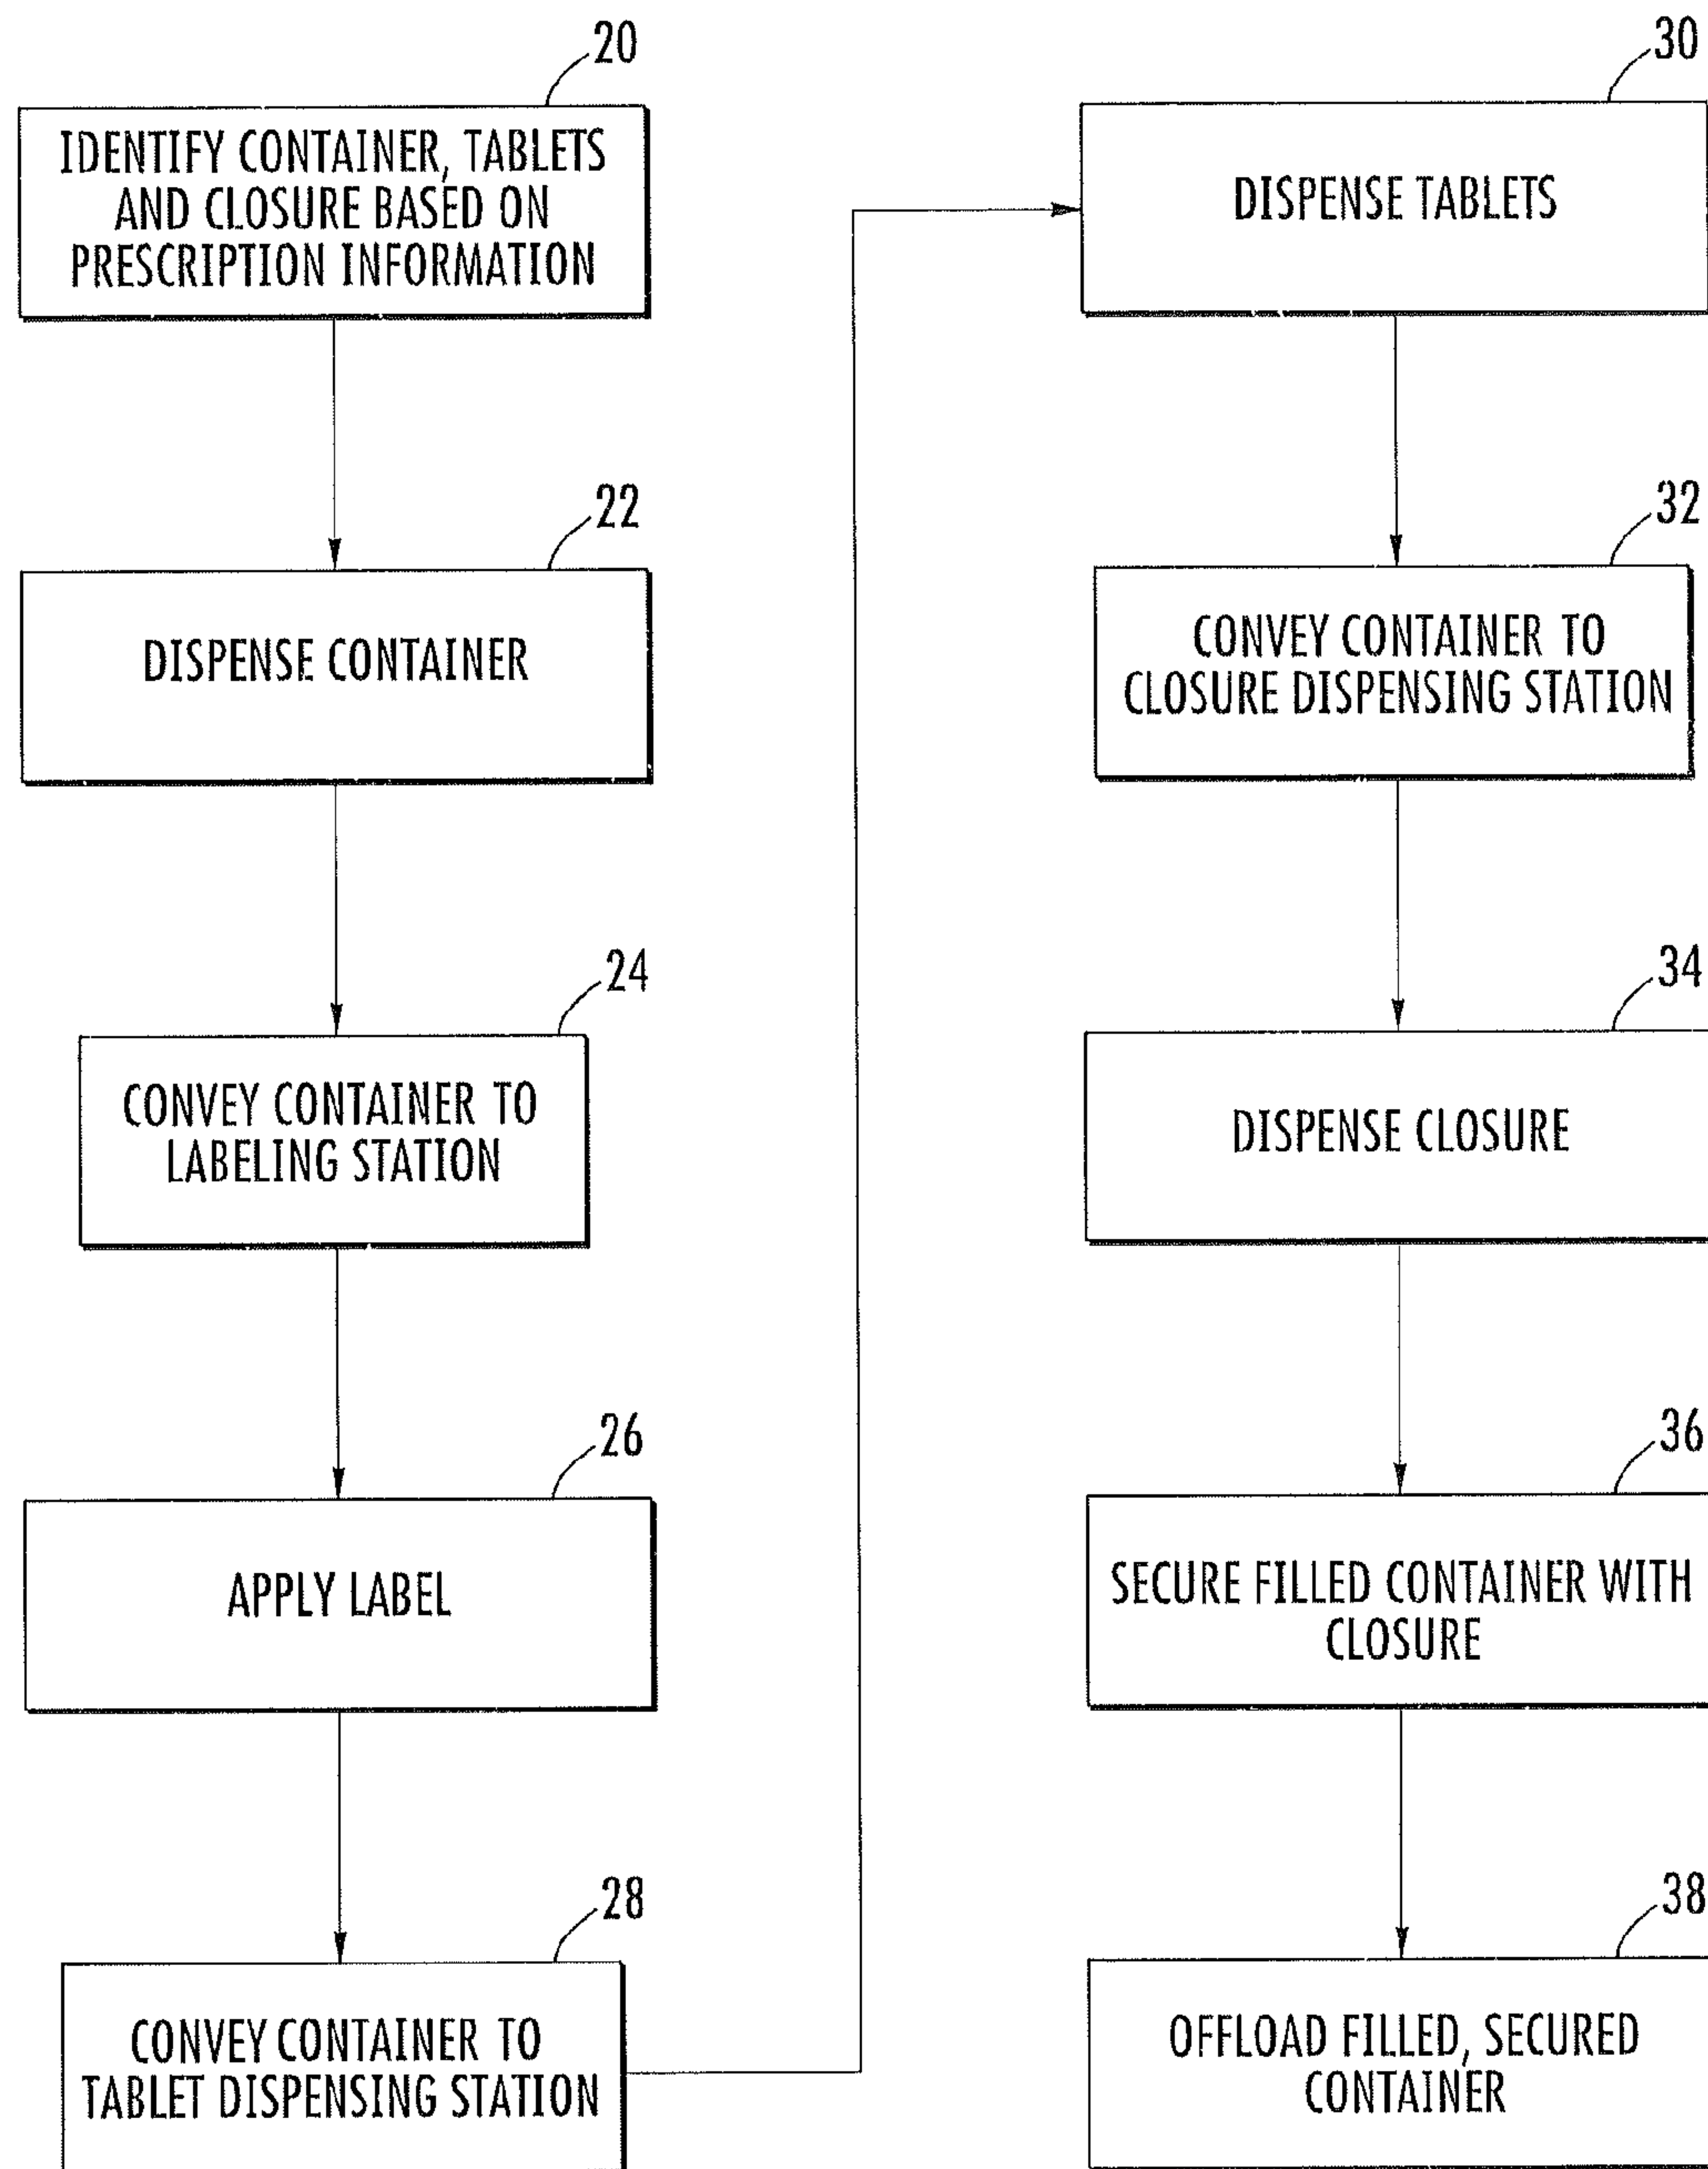 20
IDENTIFY CONTAINER, TABLETS
AND CLOSURE BASED ON
PRESCRIPTION INFORMATION
22
DISPENSE CONTAINER
24
CONVEY CONTAINER TO
LABELING STATION
26
APPLY LABEL
28
CONVEY CONTAINER TO
TABLET DISPENSING STATION
30
DISPENSE TABLETS
32
CONVEY CONTAINER TO
CLOSURE DISPENSING STATION
34
DISPENSE CLOSURE
36
SECURE FILLED CONTAINER WITH
CLOSURE
38
OFFLOAD FILLED, SECURED
CONTAINER